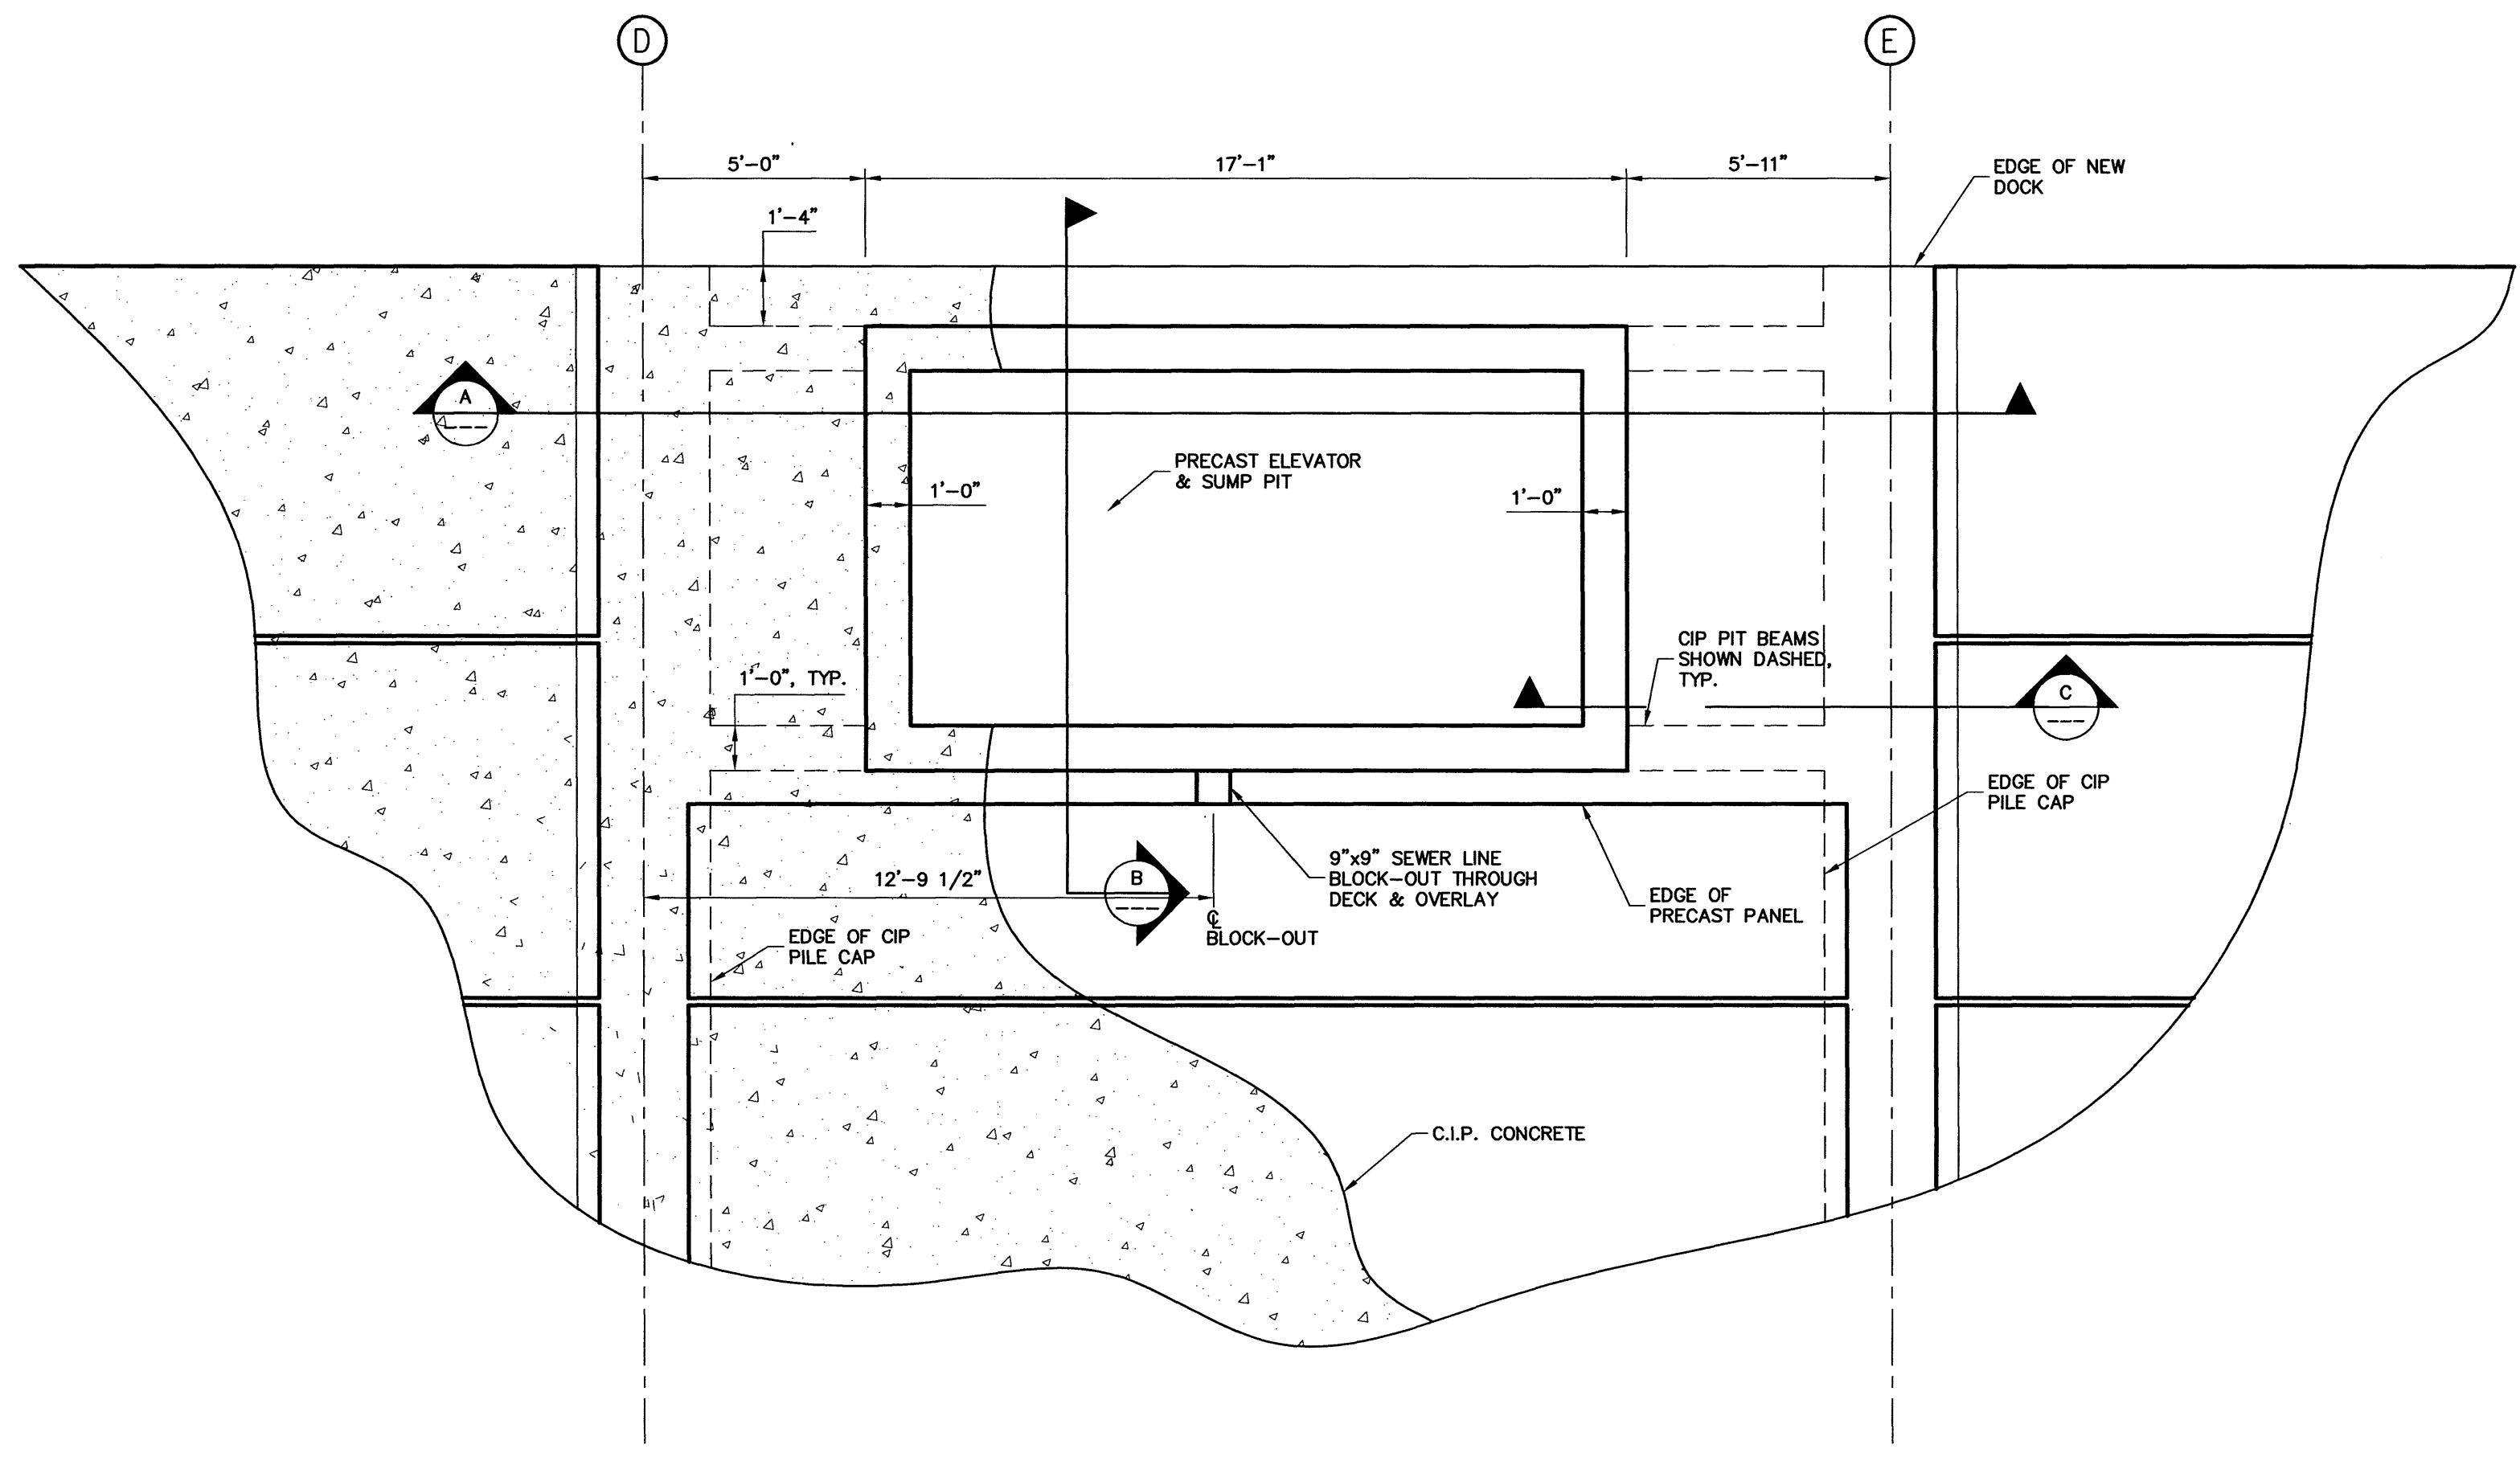 D
E
5'-0"
17'-1"
5'-11"
EDGE OF NEW
DOCK
1'-4"
A
PRECAST ELEVATOR
& SUMP PIT
1'-0"
1'-0"
CIP PIT BEAMS
SHOWN DASHED,
TYP.
1'-0", TYP.
C
EDGE OF CIP
PILE CAP
9"x9" SEWER LINE
BLOCK-OUT THROUGH
DECK & OVERLAY
B
12'-9 1/2"
EDGE OF
PRECAST PANEL
℄
BLOCK-OUT
EDGE OF CIP
PILE CAP
C.I.P. CONCRETE